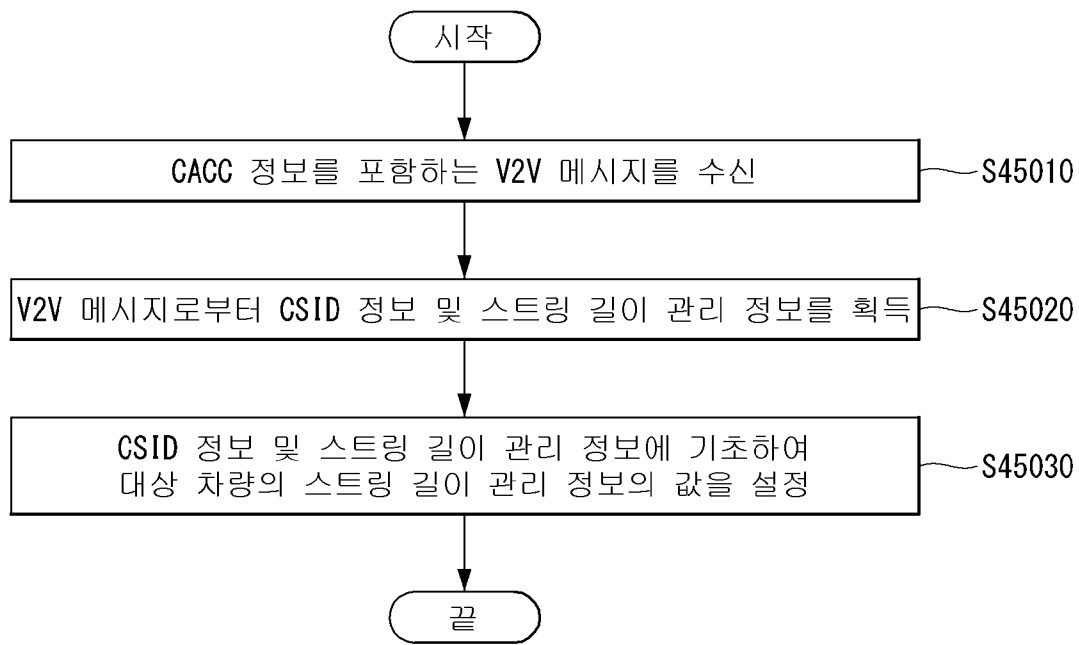 시작
CACC 정보를 포함하는 V2V 메시지를 수신
S45010
V2V 메시지로부터 CSID 정보 및 스트링 길이 관리 정보를 획득
S45020
CSID 정보 및 스트링 길이 관리 정보에 기초하여
대상 차량의 스트링 길이 관리 정보의 값을 설정
S45030
끝